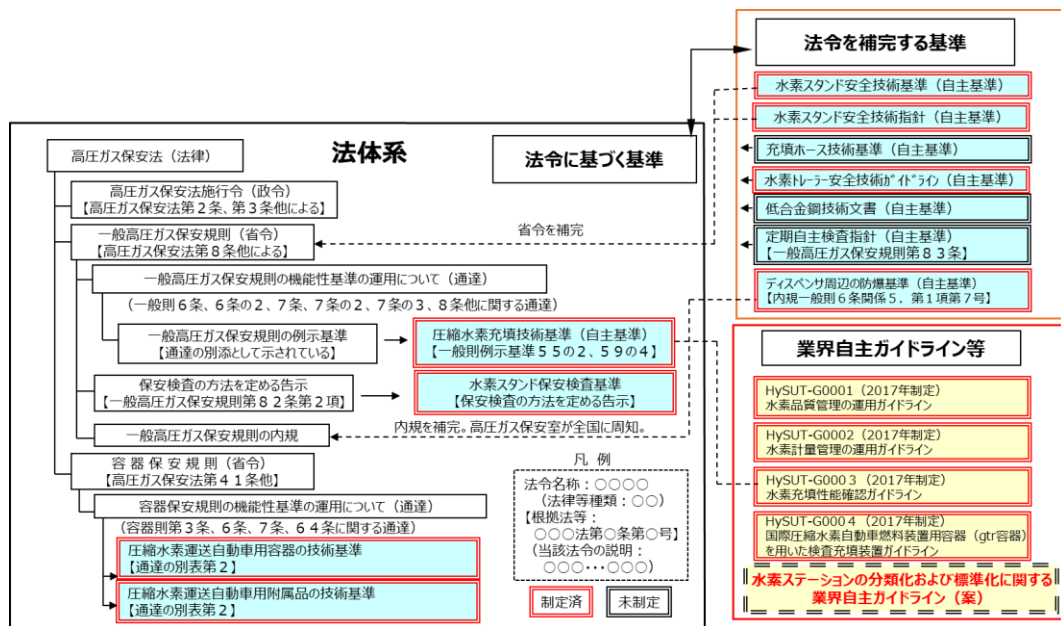 法体系
法令に基づく基準
高圧ガス保安法（法律）
高圧ガス保安法施行令（政令）
【高圧ガス保安法第２条、第３条他による】
一般高圧ガス保安規則（省令）
【高圧ガス保安法第８条他による】
省令を補完
一般高圧ガス保安規則の機能性基準の運用について（通達）
（一般則６条、６条の２、７条、７条の２、７条の３、８条他に関する通達）
一般高圧ガス保安規則の例示基準
【通達の別添として示されている】
圧縮水素充填技術基準（自主基準）
【一般則例示基準５５の２、５９の４】
保安検査の方法を定める告示
【一般高圧ガス保安規則第８２条第２項】
水素スタンド保安検査基準
【保安検査の方法を定める告示】
一般高圧ガス保安規則の内規
内規を補完。高圧ガス保安室が全国に周知。
容器保安規則（省令）
【高圧ガス保安法第４１条他】
容器保安規則の機能性基準の運用について（通達）
（容器則第３条、６条、７条、６４条に関する通達）
圧縮水素運送自動車用容器の技術基準
【通達の別表第２】
圧縮水素運送自動車用附属品の技術基準
【通達の別表第２】
凡 例
法令名称：○○○○
（法律等種類：○○）
【根拠法等：
○○○法第○条第○号】
（当該法令の説明：
○○○･･･○○○）
制定済
未制定
法令を補完する基準
水素スタンド安全技術基準（自主基準）
水素スタンド安全技術指針（自主基準）
充填ホース技術基準（自主基準）
水素ﾄﾚｰﾗｰ安全技術ｶﾞｲﾄﾞﾗｲﾝ（自主基準）
低合金鋼技術文書（自主基準）
定期自主検査指針（自主基準）
【一般高圧ガス保安規則第８３条】
ディスペンサ周辺の防爆基準（自主基準）
【内規一般則６条関係５．第１項第７号】
業界自主ガイドライン等
HySUT-G0001（2017年制定）
水素品質管理の運用ガイドライン
HySUT-G0002（2017年制定）
水素計量管理の運用ガイドライン
HySUT-G000３（2017年制定）
水素充填性能確認ガイドライン
HySUT-G000４（2017年制定）
国際圧縮水素自動車燃料装置用容器（gtr容器）
を用いた検査充填装置ガイドライン
水素ステーションの分類化および標準化に関する
業界自主ガイドライン（案）